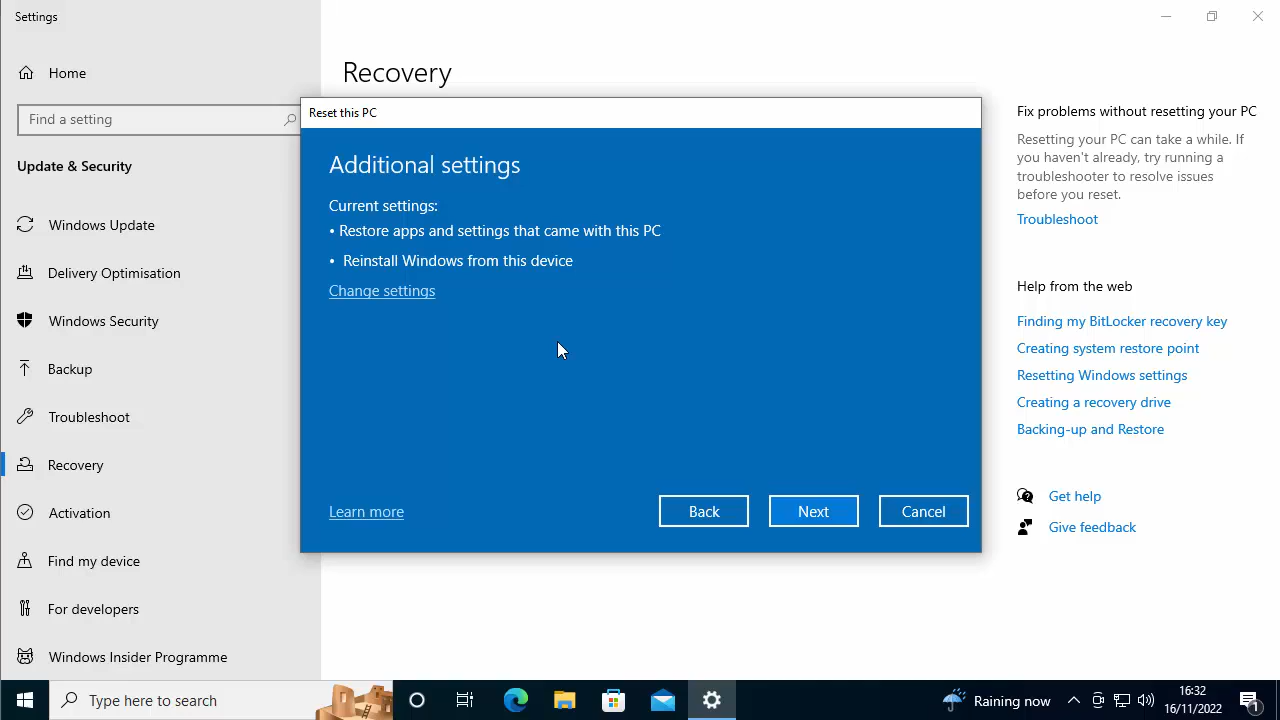 Settings
Home
Find a setting
Update & Security
Windows Update
Delivery Optimisation
Windows Security
Backup
Troubleshoot
Recovery
Activation
Find my device
For developers
Windows Insider Programme
Recovery
Reset this PC
Additional settings
Current settings:
• Restore apps and settings that came with this PC
• Reinstall Windows from this device
Change settings
Learn more
Back
Next
Cancel
Fix problems without resetting your PC
Resetting your PC can take a while. If
you haven't already, try running a
troubleshooter to resolve issues
before you reset.
Troubleshoot
Help from the web
Finding my BitLocker recovery key
Creating system restore point
Resetting Windows settings
Creating a recovery drive
Backing-up and Restore
Get help
Give feedback
Type here to search
Raining now
16:32
16/11/2022
1